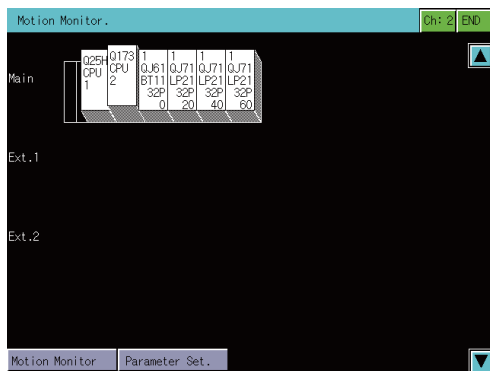 Motion Monitor.
Ch: 2 END
Main
Q25H
CPU
1
Q173
CPU
2
1
QJ61
BT11
32P
0
1
QJ71
LP21
32P
20
1
QJ71
LP21
32P
40
1
QJ71
LP21
32P
60
Ext.1
Ext.2
Motion Monitor
Parameter Set.